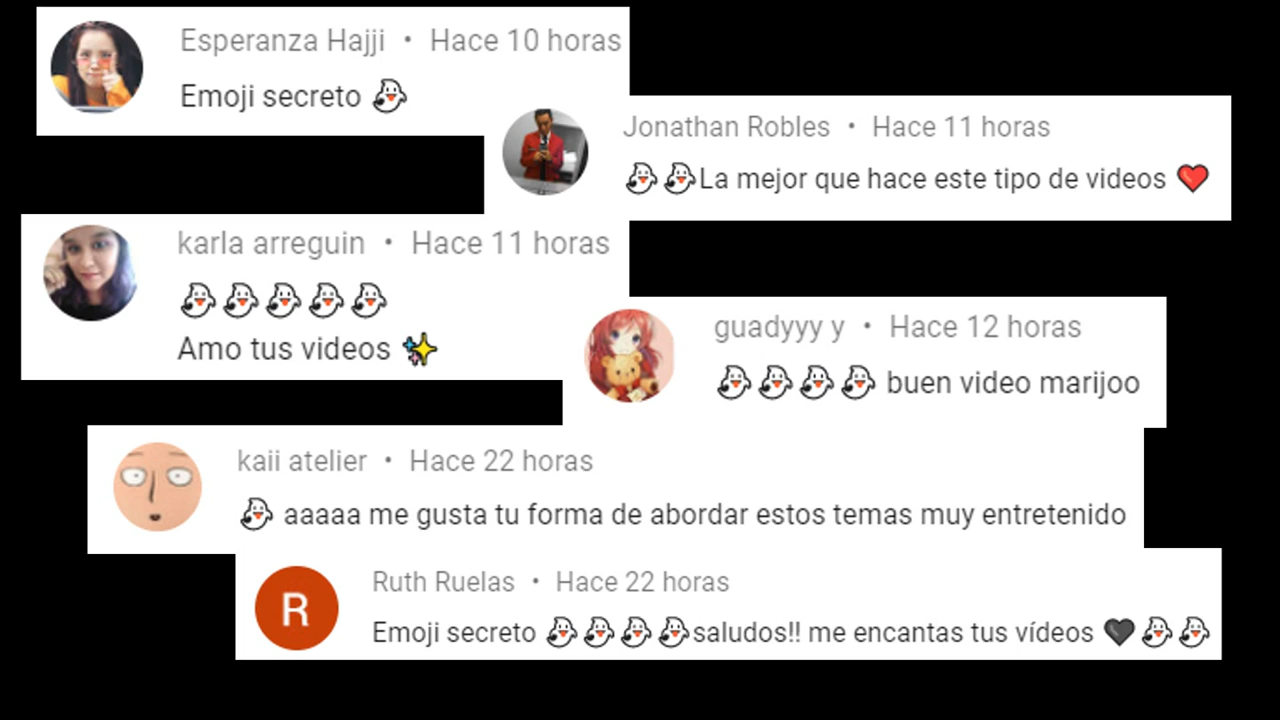 Esperanza Hajji • Hace 10 horas
Emoji secreto 👻
Jonathan Robles • Hace 11 horas
👻👻La mejor que hace este tipo de videos ❤️
karla arreguin • Hace 11 horas
👻👻👻👻👻
Amo tus videos ✨
guadyyy y • Hace 12 horas
👻👻👻👻 buen video marijoo
kaii atelier • Hace 22 horas
👻 aaaaa me gusta tu forma de abordar estos temas muy entretenido
R
Ruth Ruelas • Hace 22 horas
Emoji secreto 👻👻👻👻saludos!! me encantas tus vídeos 🖤👻👻